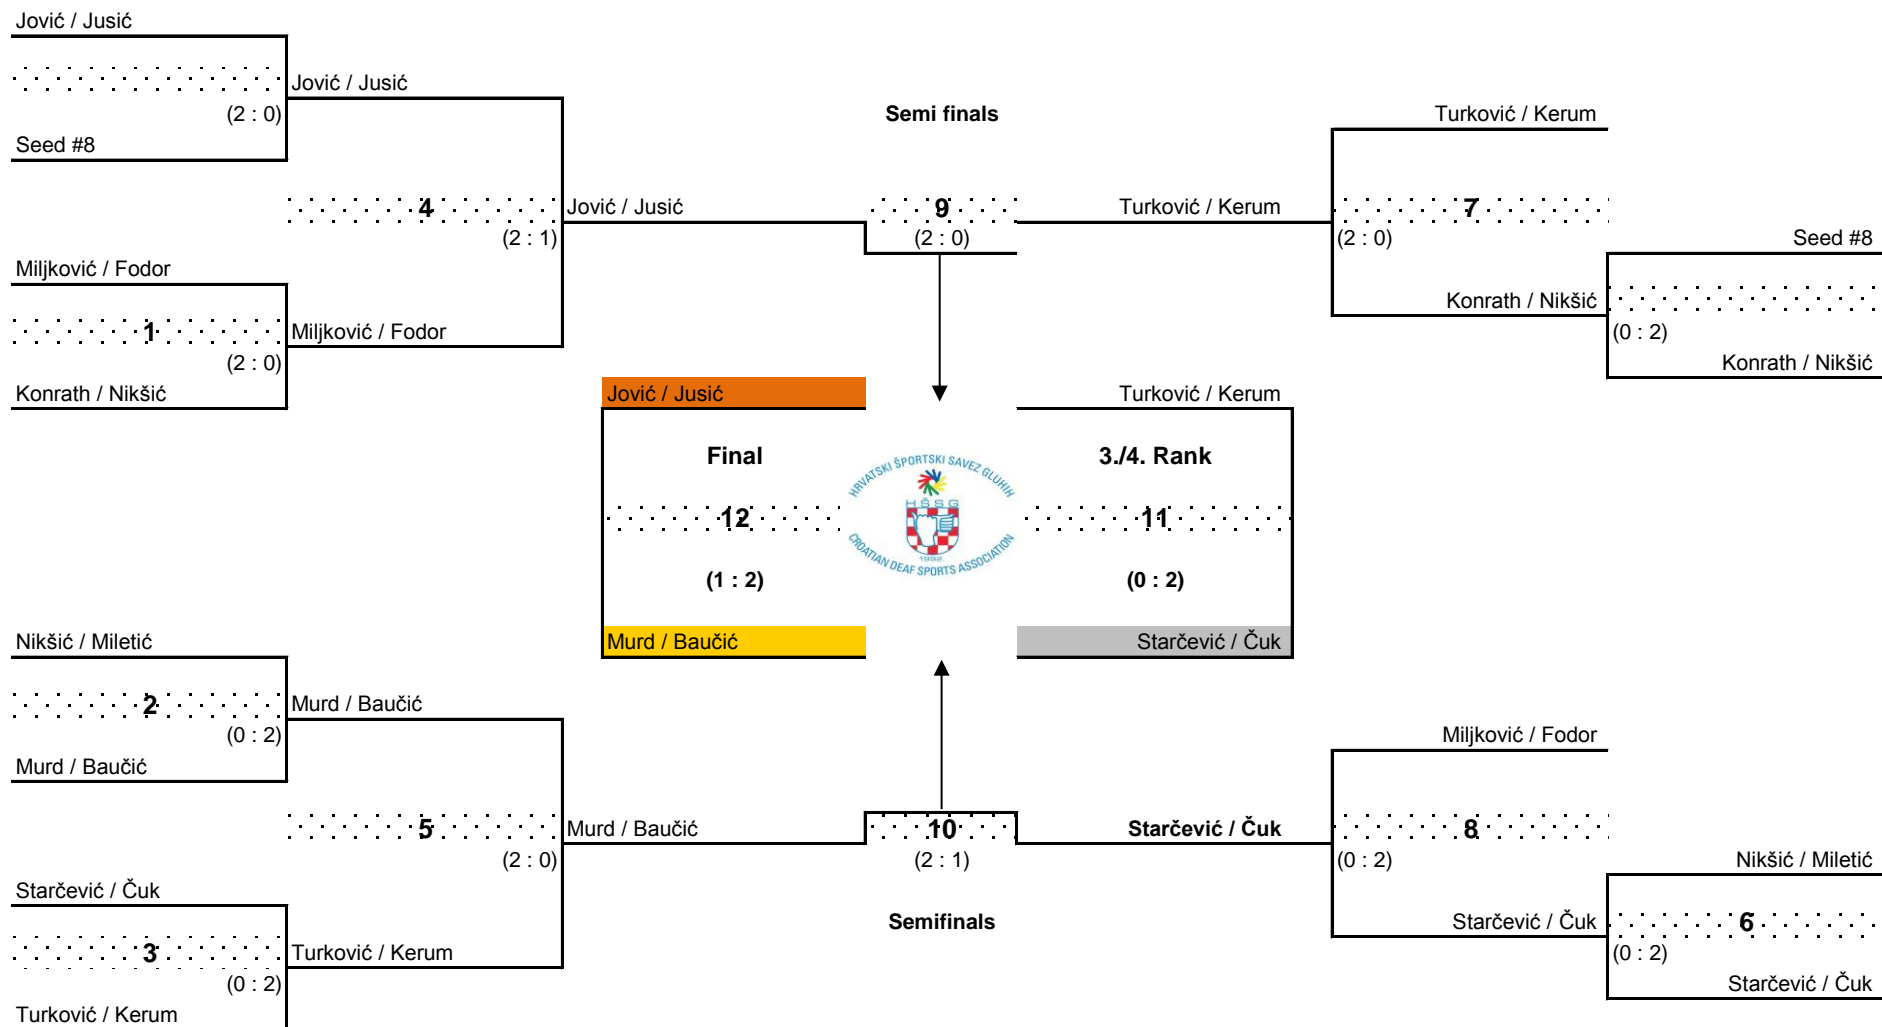 Jović / Jusić
Jović / Jusić
(2 : 0)
Semi finals
Turković / Kerum
Seed #8
4
Jović / Jusić
9
Turković / Kerum
7
(2 : 1)
(2 : 0)
(2 : 0)
Seed #8
Miljković / Fodor
Konrath / Nikšić
1
Miljković / Fodor
(0 : 2)
(2 : 0)
Konrath / Nikšić
Konrath / Nikšić
Jović / Jusić
Turković / Kerum
Final
3./4. Rank
HRVATSKI ŠPORTSKI SAVEZ GLUHIH
HŠSG
12
11
1992.
CROATIAN DEAF SPORTS ASSOCIATION
(1 : 2)
(0 : 2)
Nikšić / Miletić
Murd / Baučić
Starčević / Čuk
2
Murd / Baučić
(0 : 2)
Miljković / Fodor
Murd / Baučić
5
Murd / Baučić
10
Starčević / Čuk
8
(2 : 0)
(2 : 1)
(0 : 2)
Nikšić / Miletić
Starčević / Čuk
Semifinals
Starčević / Čuk
6
3
Turković / Kerum
(0 : 2)
(0 : 2)
Starčević / Čuk
Turković / Kerum